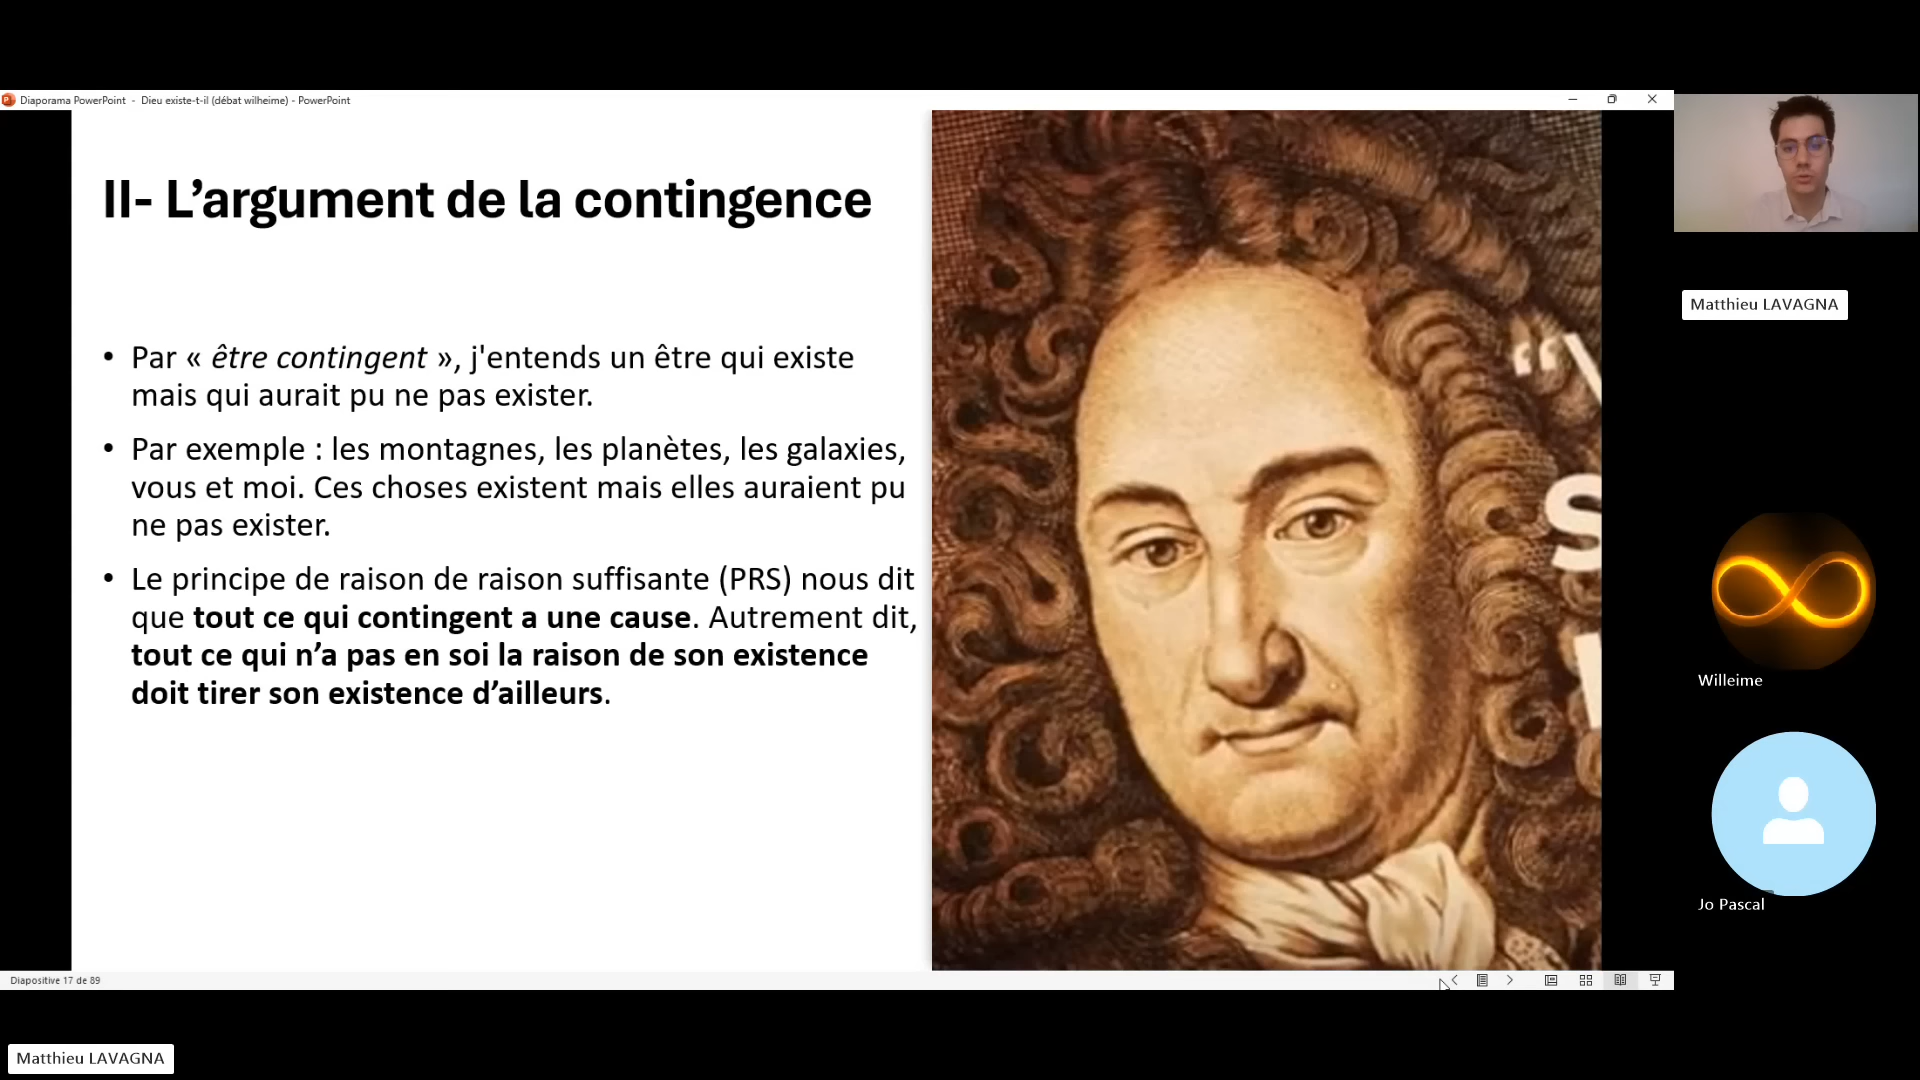 Diaporama PowerPoint - Dieu existe-t-il (débat wilheime) - PowerPoint
II- L’argument de la contingence
• Par « être contingent », j'entends un être qui existe
mais qui aurait pu ne pas exister.
• Par exemple : les montagnes, les planètes, les galaxies,
vous et moi. Ces choses existent mais elles auraient pu
ne pas exister.
• Le principe de raison de raison suffisante (PRS) nous dit
que tout ce qui contingent a une cause. Autrement dit,
tout ce qui n’a pas en soi la raison de son existence
doit tirer son existence d’ailleurs.
Matthieu LAVAGNA
Willeime
Jo Pascal
Diapositive 17 de 89
Matthieu LAVAGNA